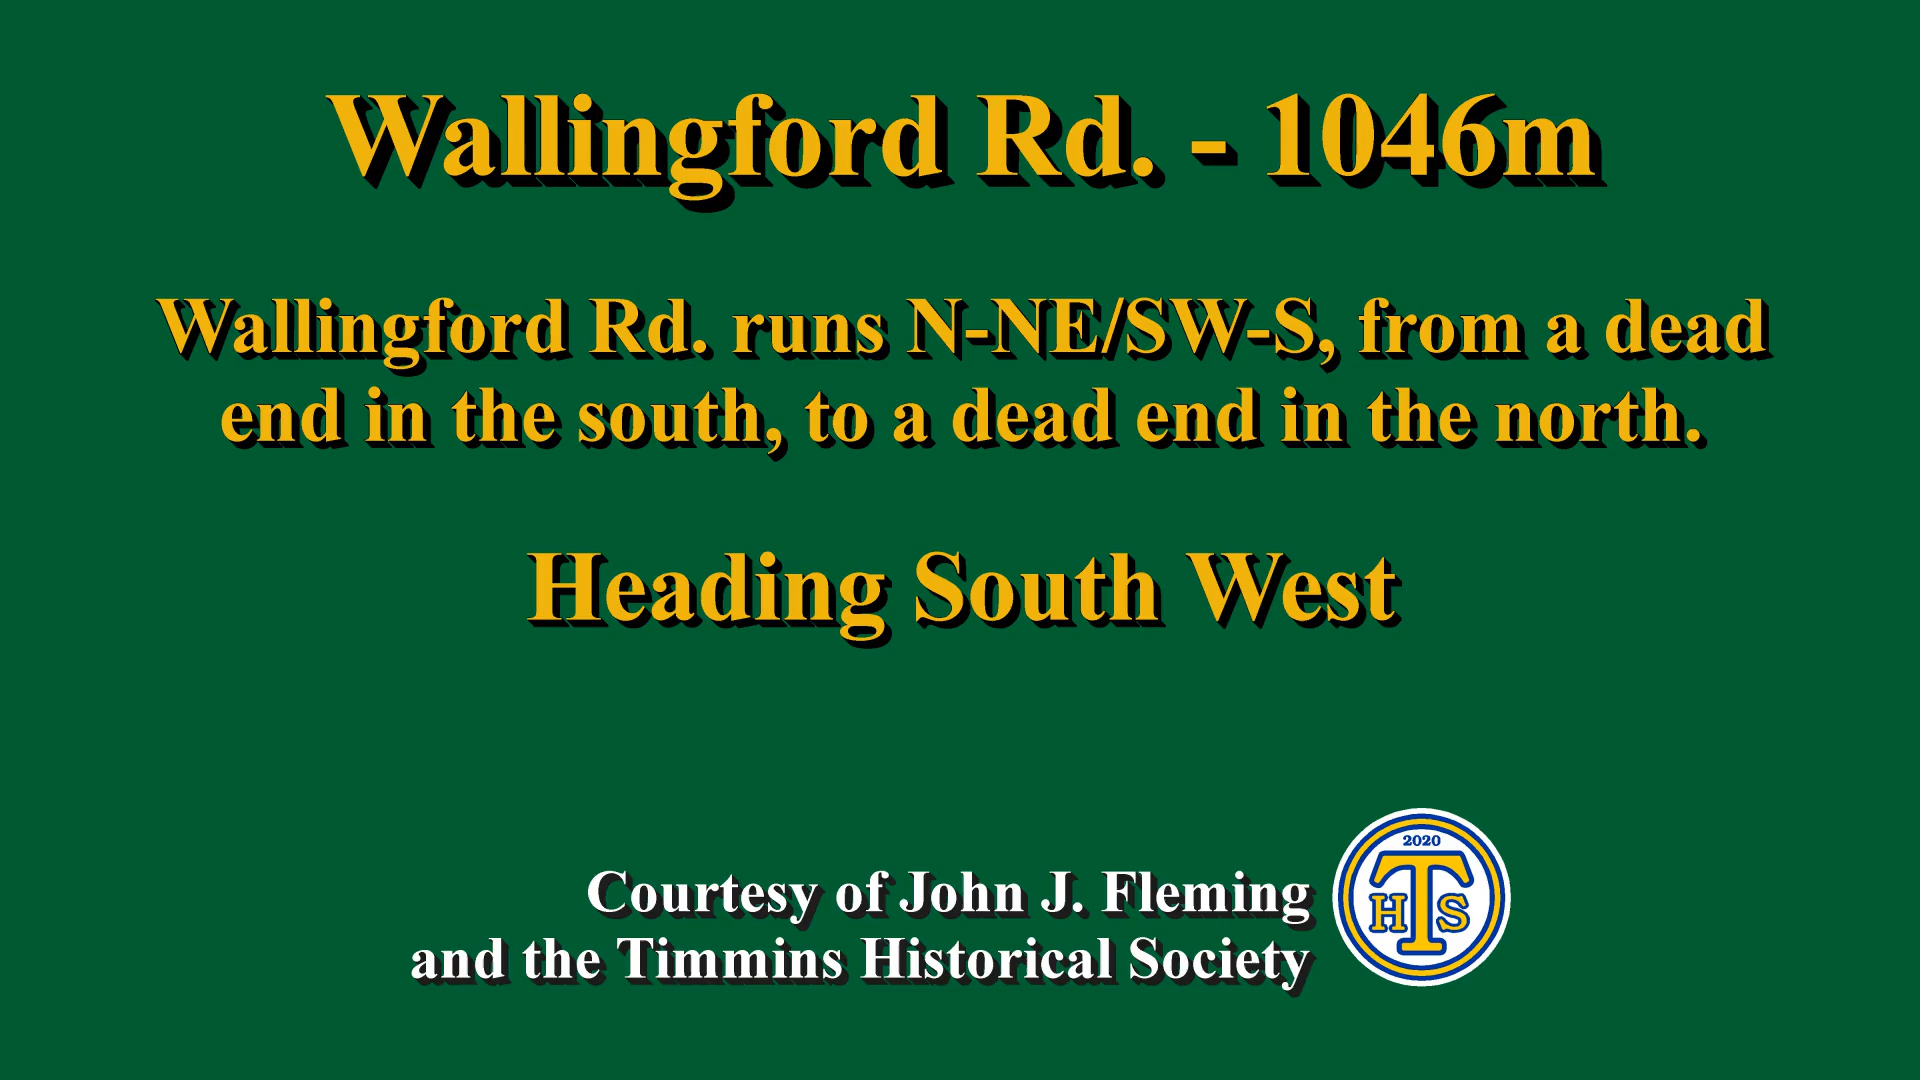 Wallingford Rd. - 1046m
Wallingford Rd. runs N-NE/SW-S, from a dead
end in the south, to a dead end in the north.
Heading South West
Courtesy of John J. Fleming
and the Timmins Historical Society
2020
HTS